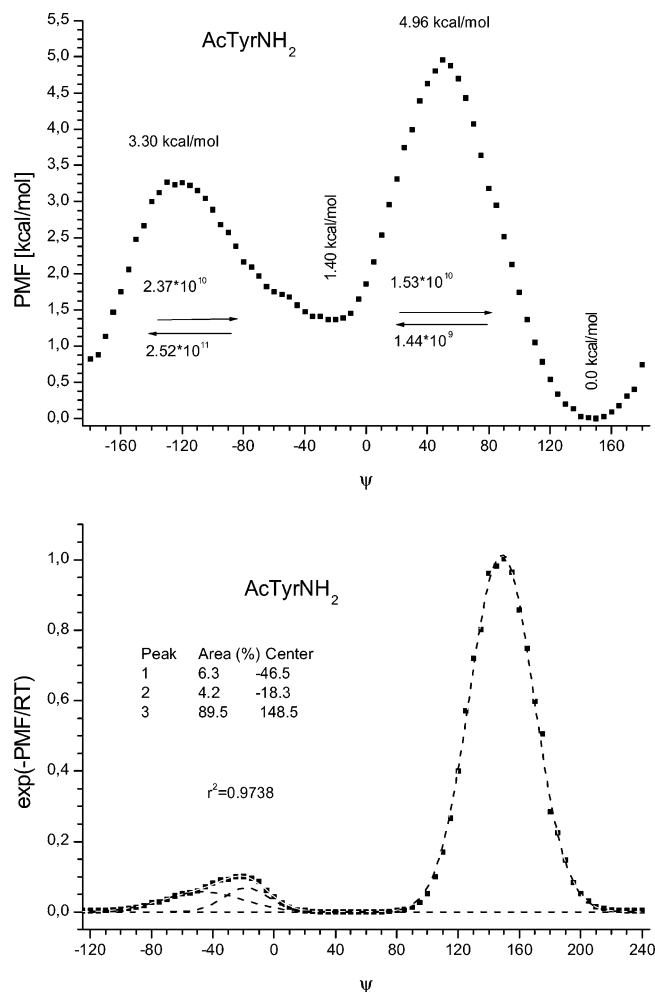 AcTyrNH2
4.96 kcal/mol
3.30 kcal/mol
1.40 kcal/mol
0.0 kcal/mol
2.37*10^10
2.52*10^11
1.53*10^10
1.44*10^9
PMF [kcal/mol]
5,5
5,0
4,5
4,0
3,5
3,0
2,5
2,0
1,5
1,0
0,5
0,0
-160 -120 -80 -40 0 40 80 120 160
ψ
AcTyrNH2
Peak Area (%) Center
1 6.3 -46.5
2 4.2 -18.3
3 89.5 148.5
r^2=0.9738
exp(-PMF/RT)
1,0
0,8
0,6
0,4
0,2
0,0
-120 -80 -40 0 40 80 120 160 200 240
ψ